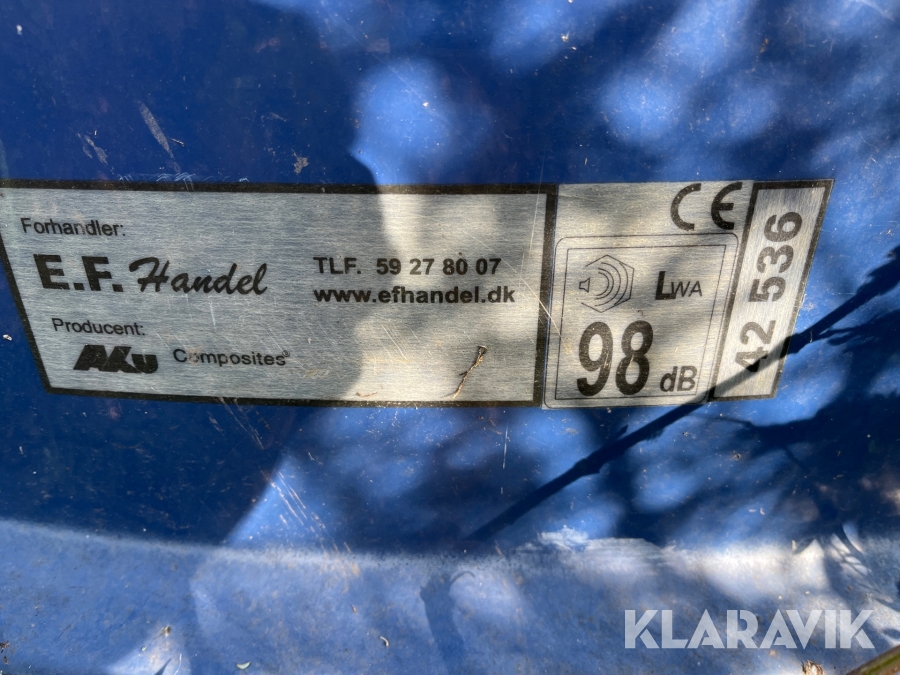 Forhandler:
E.F. Handel
TLF. 59 27 80 07
www.efhandel.dk
Producent:
AKu Composites
CE
LWA
98 dB
42 536
KLARAVIK